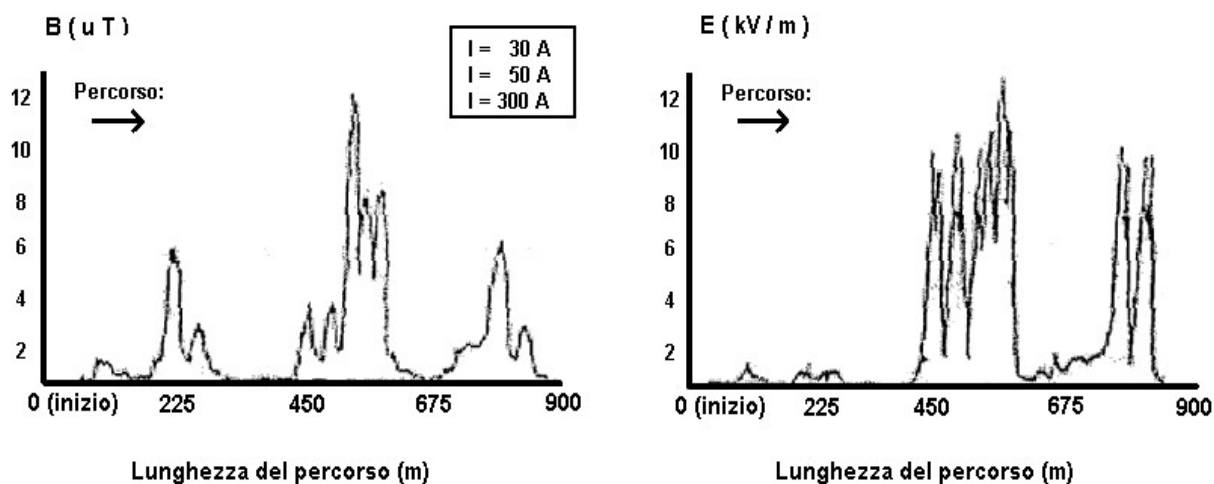 B ( u T )
I = 30 A
I = 50 A
I = 300 A
Percorso:
12
10
8
6
4
2
0 (inizio) 225 450 675 900
Lunghezza del percorso (m)
E ( kV / m )
Percorso:
12
10
8
6
4
2
0 (inizio) 225 450 675 900
Lunghezza del percorso (m)